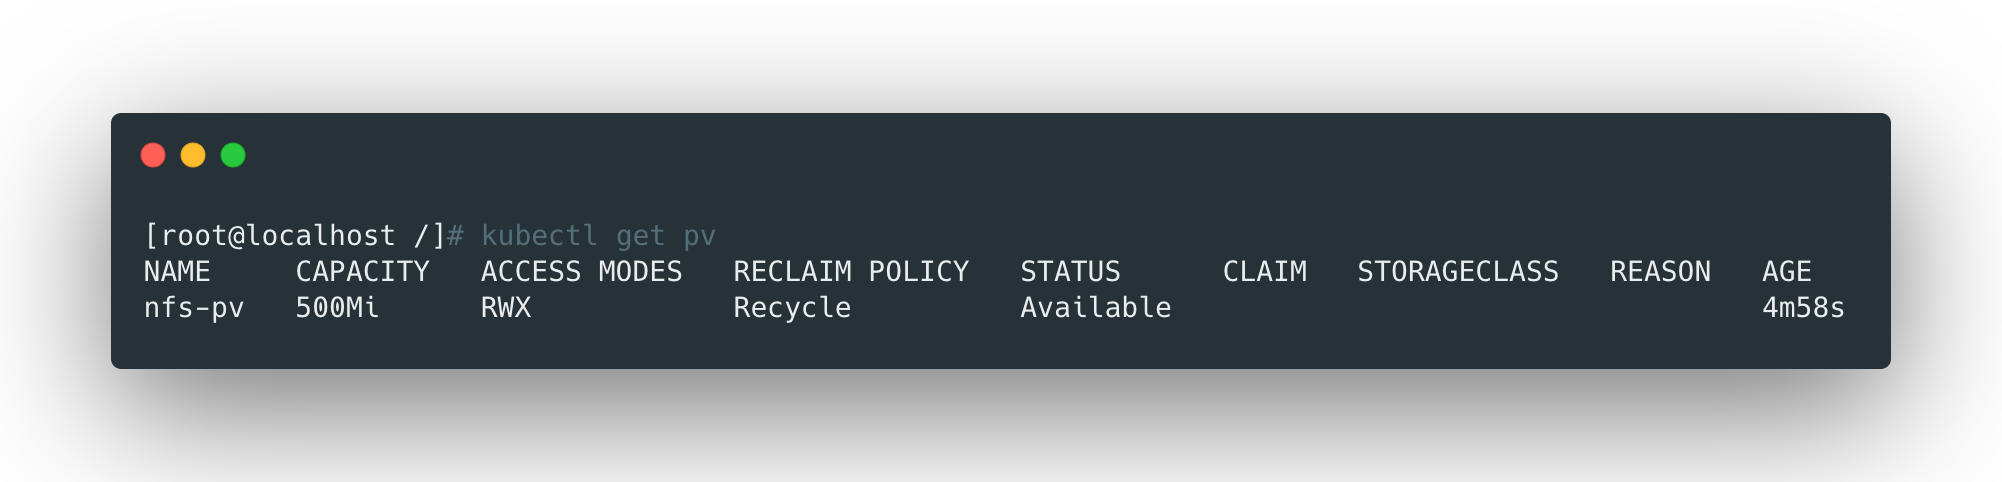 [root@localhost /]# kubectl get pv
NAME     CAPACITY   ACCESS MODES   RECLAIM POLICY   STATUS      CLAIM   STORAGECLASS   REASON   AGE
nfs-pv   500Mi      RWX            Recycle          Available                                   4m58s